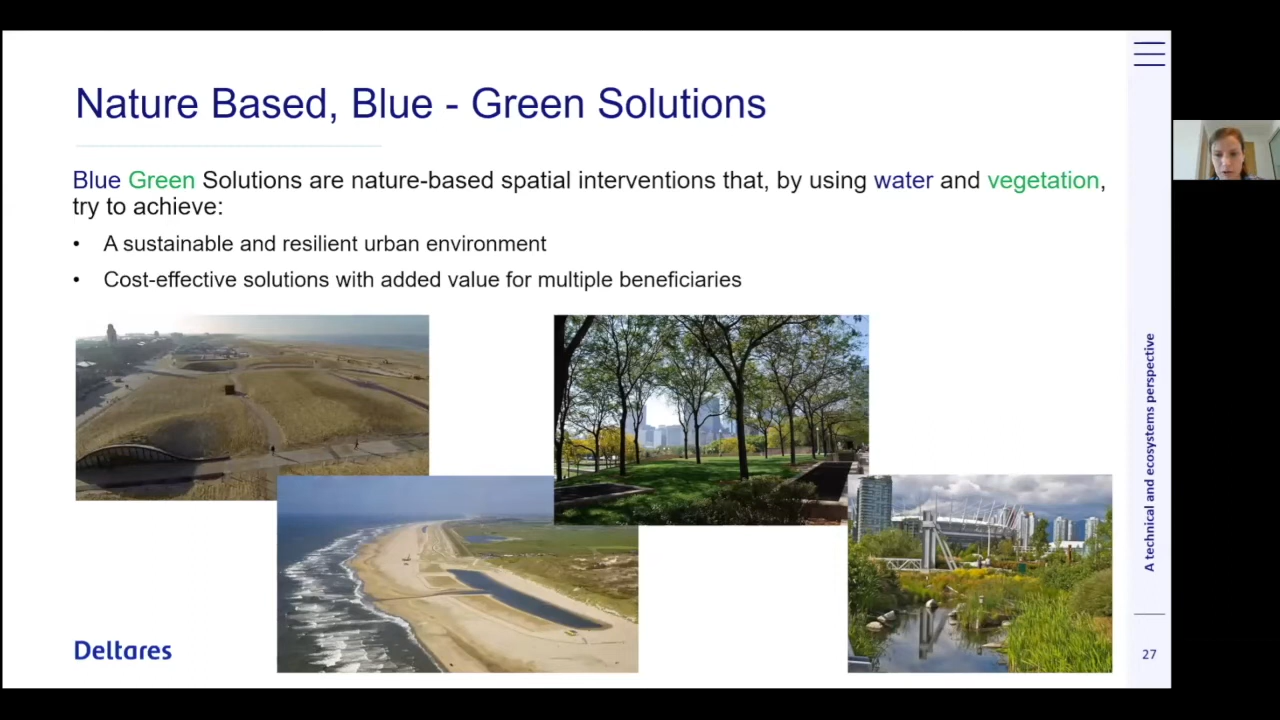 Nature Based, Blue - Green Solutions
Blue Green Solutions are nature-based spatial interventions that, by using water and vegetation,
try to achieve:
• A sustainable and resilient urban environment
• Cost-effective solutions with added value for multiple beneficiaries
A technical and ecosystems perspective
Deltares
27